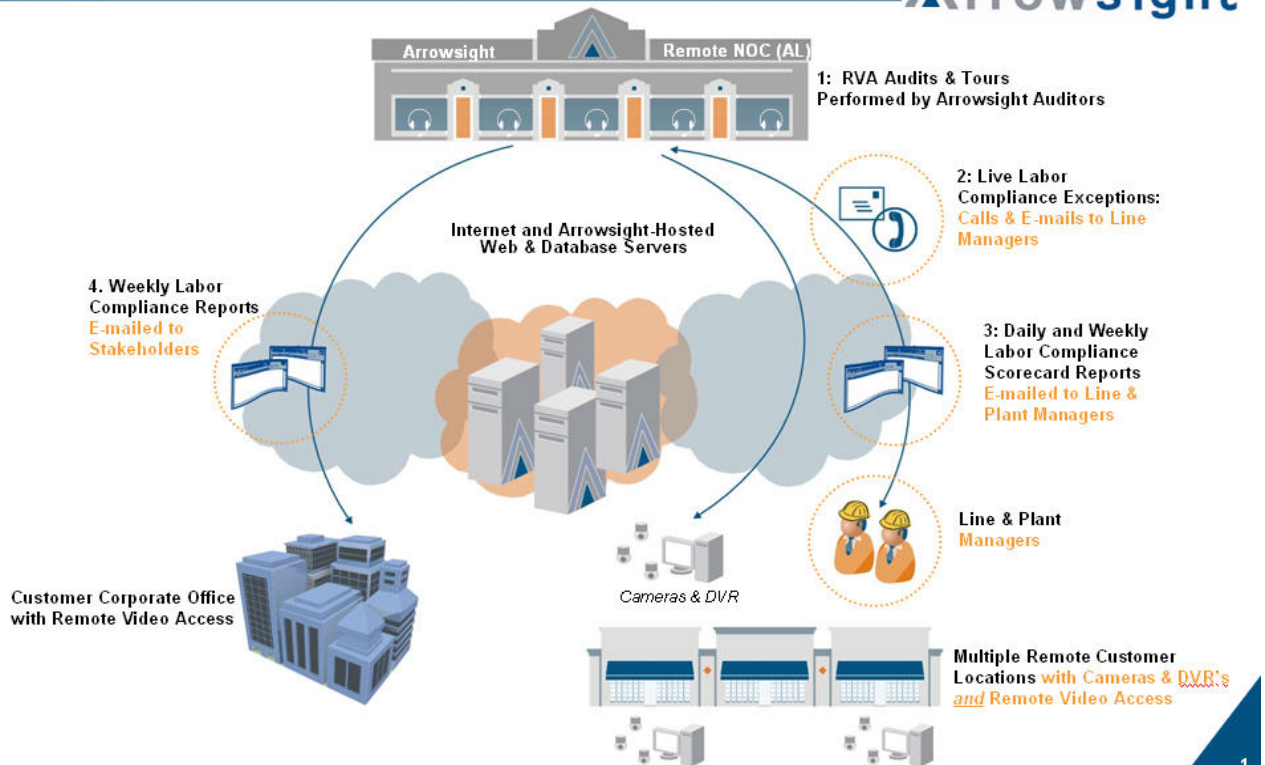 Arrowsight
Arrowsight
Remote NOC (AL)
1: RVA Audits & Tours
Performed by Arrowsight Auditors
2: Live Labor
Compliance Exceptions:
Calls & E-mails to Line
Managers
Internet and Arrowsight-Hosted
Web & Database Servers
4. Weekly Labor
Compliance Reports
E-mailed to
Stakeholders
3: Daily and Weekly
Labor Compliance
Scorecard Reports
E-mailed to Line &
Plant Managers
Line & Plant
Managers
Customer Corporate Office
with Remote Video Access
Cameras & DVR
Multiple Remote Customer
Locations with Cameras & DVR's
and Remote Video Access
1